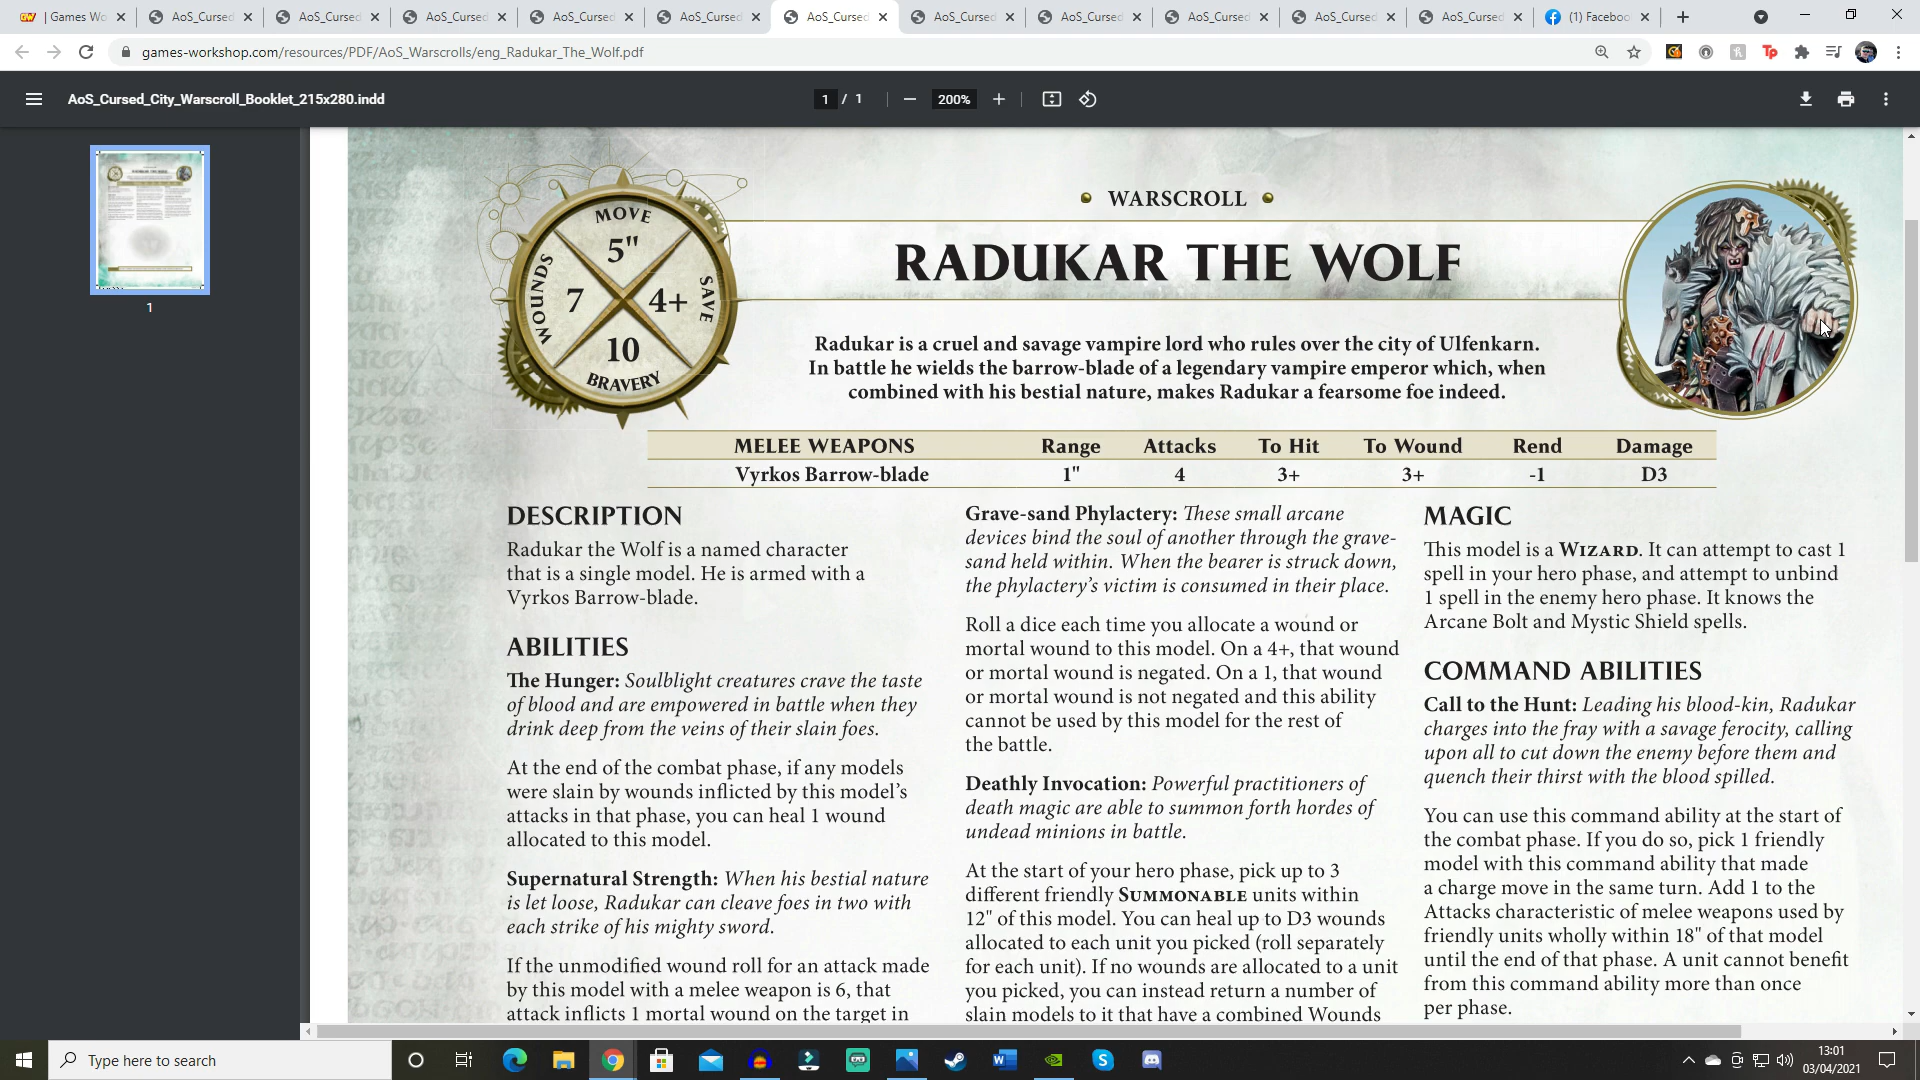 | Games Wo
AoS_Cursed
AoS_Cursed
AoS_Cursed
AoS_Cursed
AoS_Cursed
AoS_Cursed
AoS_Cursed
AoS_Cursed
AoS_Cursed
AoS_Cursed
AoS_Cursed
(1) Faceboo
games-workshop.com/resources/PDF/AoS_Warscrolls/eng_Radukar_The_Wolf.pdf
AoS_Cursed_City_Warscroll_Booklet_215x280.indd
1 / 1
200%
1
WARSCROLL
RADUKAR THE WOLF
MOVE
5"
WOUNDS
7
4+
SAVE
10
BRAVERY
Radukar is a cruel and savage vampire lord who rules over the city of Ulfenkarn.
In battle he wields the barrow-blade of a legendary vampire emperor which, when
combined with his bestial nature, makes Radukar a fearsome foe indeed.
MELEE WEAPONS Range Attacks To Hit To Wound Rend Damage
Vyrkos Barrow-blade 1" 4 3+ 3+ -1 D3
DESCRIPTION
Radukar the Wolf is a named character
that is a single model. He is armed with a
Vyrkos Barrow-blade.
ABILITIES
The Hunger: Soulblight creatures crave the taste
of blood and are empowered in battle when they
drink deep from the veins of their slain foes.
At the end of the combat phase, if any models
were slain by wounds inflicted by this model's
attacks in that phase, you can heal 1 wound
allocated to this model.
Supernatural Strength: When his bestial nature
is let loose, Radukar can cleave foes in two with
each strike of his mighty sword.
If the unmodified wound roll for an attack made
by this model with a melee weapon is 6, that
attack inflicts 1 mortal wound on the target in
Grave-sand Phylactery: These small arcane
devices bind the soul of another through the grave-
sand held within. When the bearer is struck down,
the phylactery's victim is consumed in their place.
Roll a dice each time you allocate a wound or
mortal wound to this model. On a 4+, that wound
or mortal wound is negated. On a 1, that wound
or mortal wound is not negated and this ability
cannot be used by this model for the rest of
the battle.
Deathly Invocation: Powerful practitioners of
death magic are able to summon forth hordes of
undead minions in battle.
At the start of your hero phase, pick up to 3
different friendly SUMMONABLE units within
12" of this model. You can heal up to D3 wounds
allocated to each unit you picked (roll separately
for each unit). If no wounds are allocated to a unit
you picked, you can instead return a number of
slain models to it that have a combined Wounds
MAGIC
This model is a WIZARD. It can attempt to cast 1
spell in your hero phase, and attempt to unbind
1 spell in the enemy hero phase. It knows the
Arcane Bolt and Mystic Shield spells.
COMMAND ABILITIES
Call to the Hunt: Leading his blood-kin, Radukar
charges into the fray with a savage ferocity, calling
upon all to cut down the enemy before them and
quench their thirst with the blood spilled.
You can use this command ability at the start of
the combat phase. If you do so, pick 1 friendly
model with this command ability that made
a charge move in the same turn. Add 1 to the
Attacks characteristic of melee weapons used by
friendly units wholly within 18" of that model
until the end of that phase. A unit cannot benefit
from this command ability more than once
per phase.
Type here to search
13:01
03/04/2021